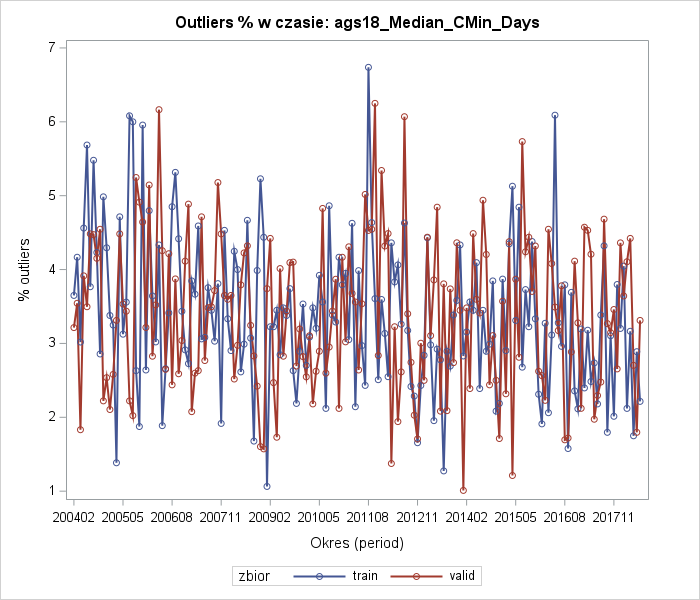 Outliers % w czasie: ags18_Median_CMin_Days
7
6
5
4
3
2
1
% outliers
200402 200505 200608 200711 200902 201005 201108 201211 201402 201505 201608 201711
Okres (period)
zbior train valid